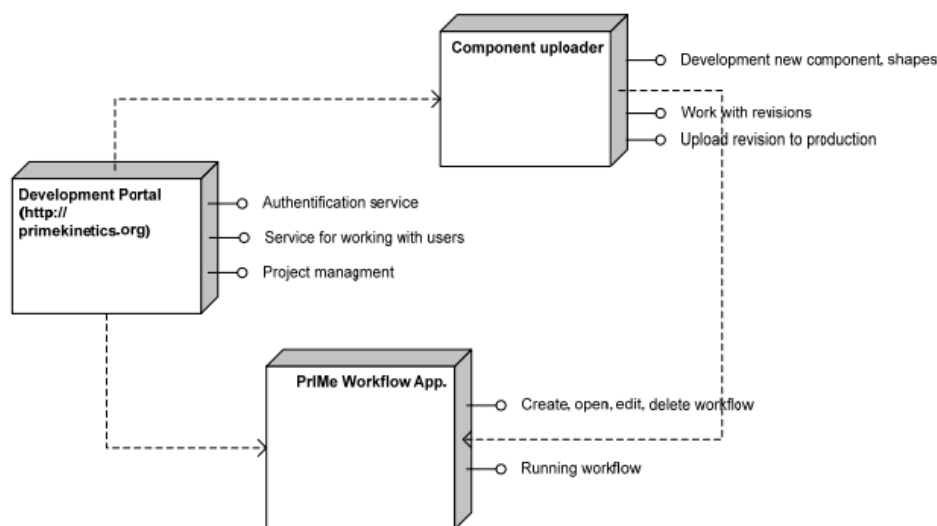 Component uploader
Development new component, shapes
Work with revisions
Upload revision to production
Development Portal
(http://
primekinetics.org)
Authentification service
Service for working with users
Project managment
PrIMe Workflow App.
Create, open, edit, delete workflow
Running workflow